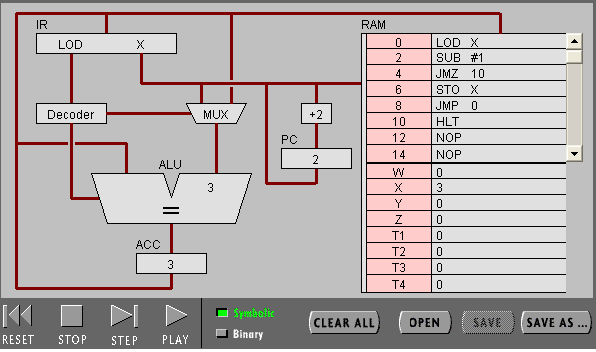 IR
LOD X
Decoder
MUX
+2
PC
2
ALU
3
=
ACC
3
RAM
0 LOD X
2 SUB #1
4 JMZ 10
6 STO X
8 JMP 0
10 HLT
12 NOP
14 NOP
W 0
X 3
Y 0
Z 0
T1 0
T2 0
T3 0
T4 0
RESET STOP STEP PLAY
Symbolic
Binary
CLEAR ALL OPEN SAVE SAVE AS ...